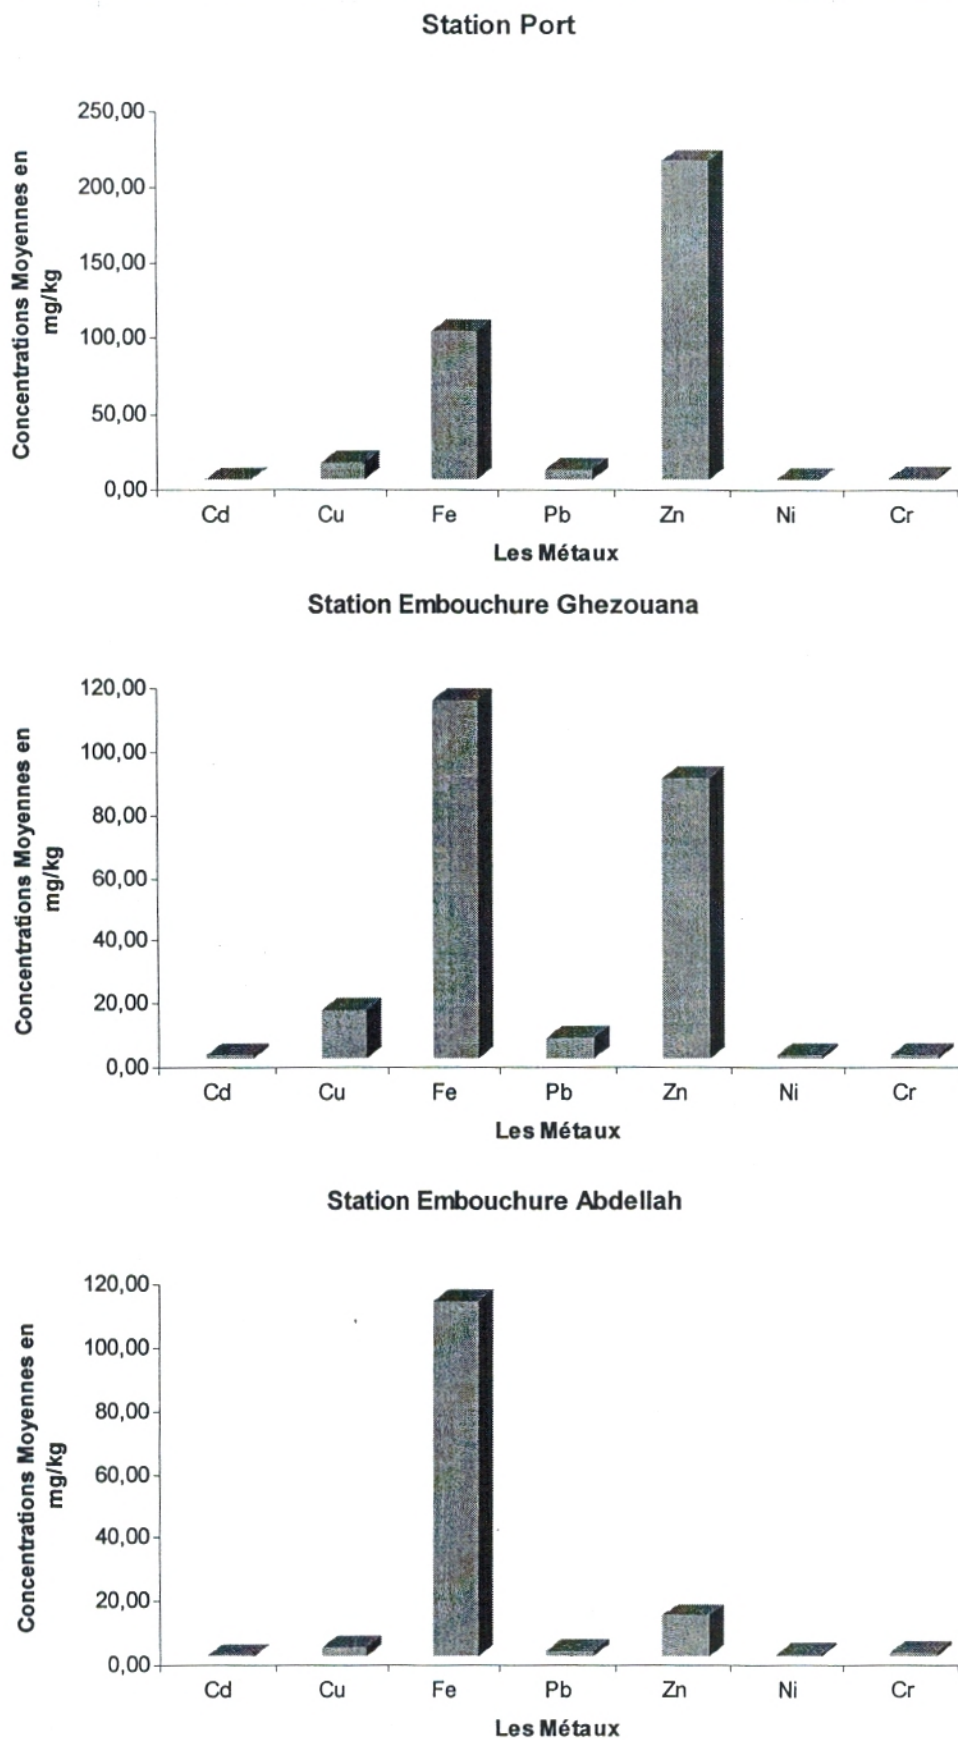 Station Port
Concentrations Moyennes en
mg/kg
250,00
200,00
150,00
100,00
50,00
0,00
Cd Cu Fe Pb Zn Ni Cr
Les Métaux
Station Embouchure Ghezouana
Concentrations Moyennes en
mg/kg
120,00
100,00
80,00
60,00
40,00
20,00
0,00
Cd Cu Fe Pb Zn Ni Cr
Les Métaux
Station Embouchure Abdellah
Concentrations Moyennes en
mg/kg
120,00
100,00
80,00
60,00
40,00
20,00
0,00
Cd Cu Fe Pb Zn Ni Cr
Les Métaux